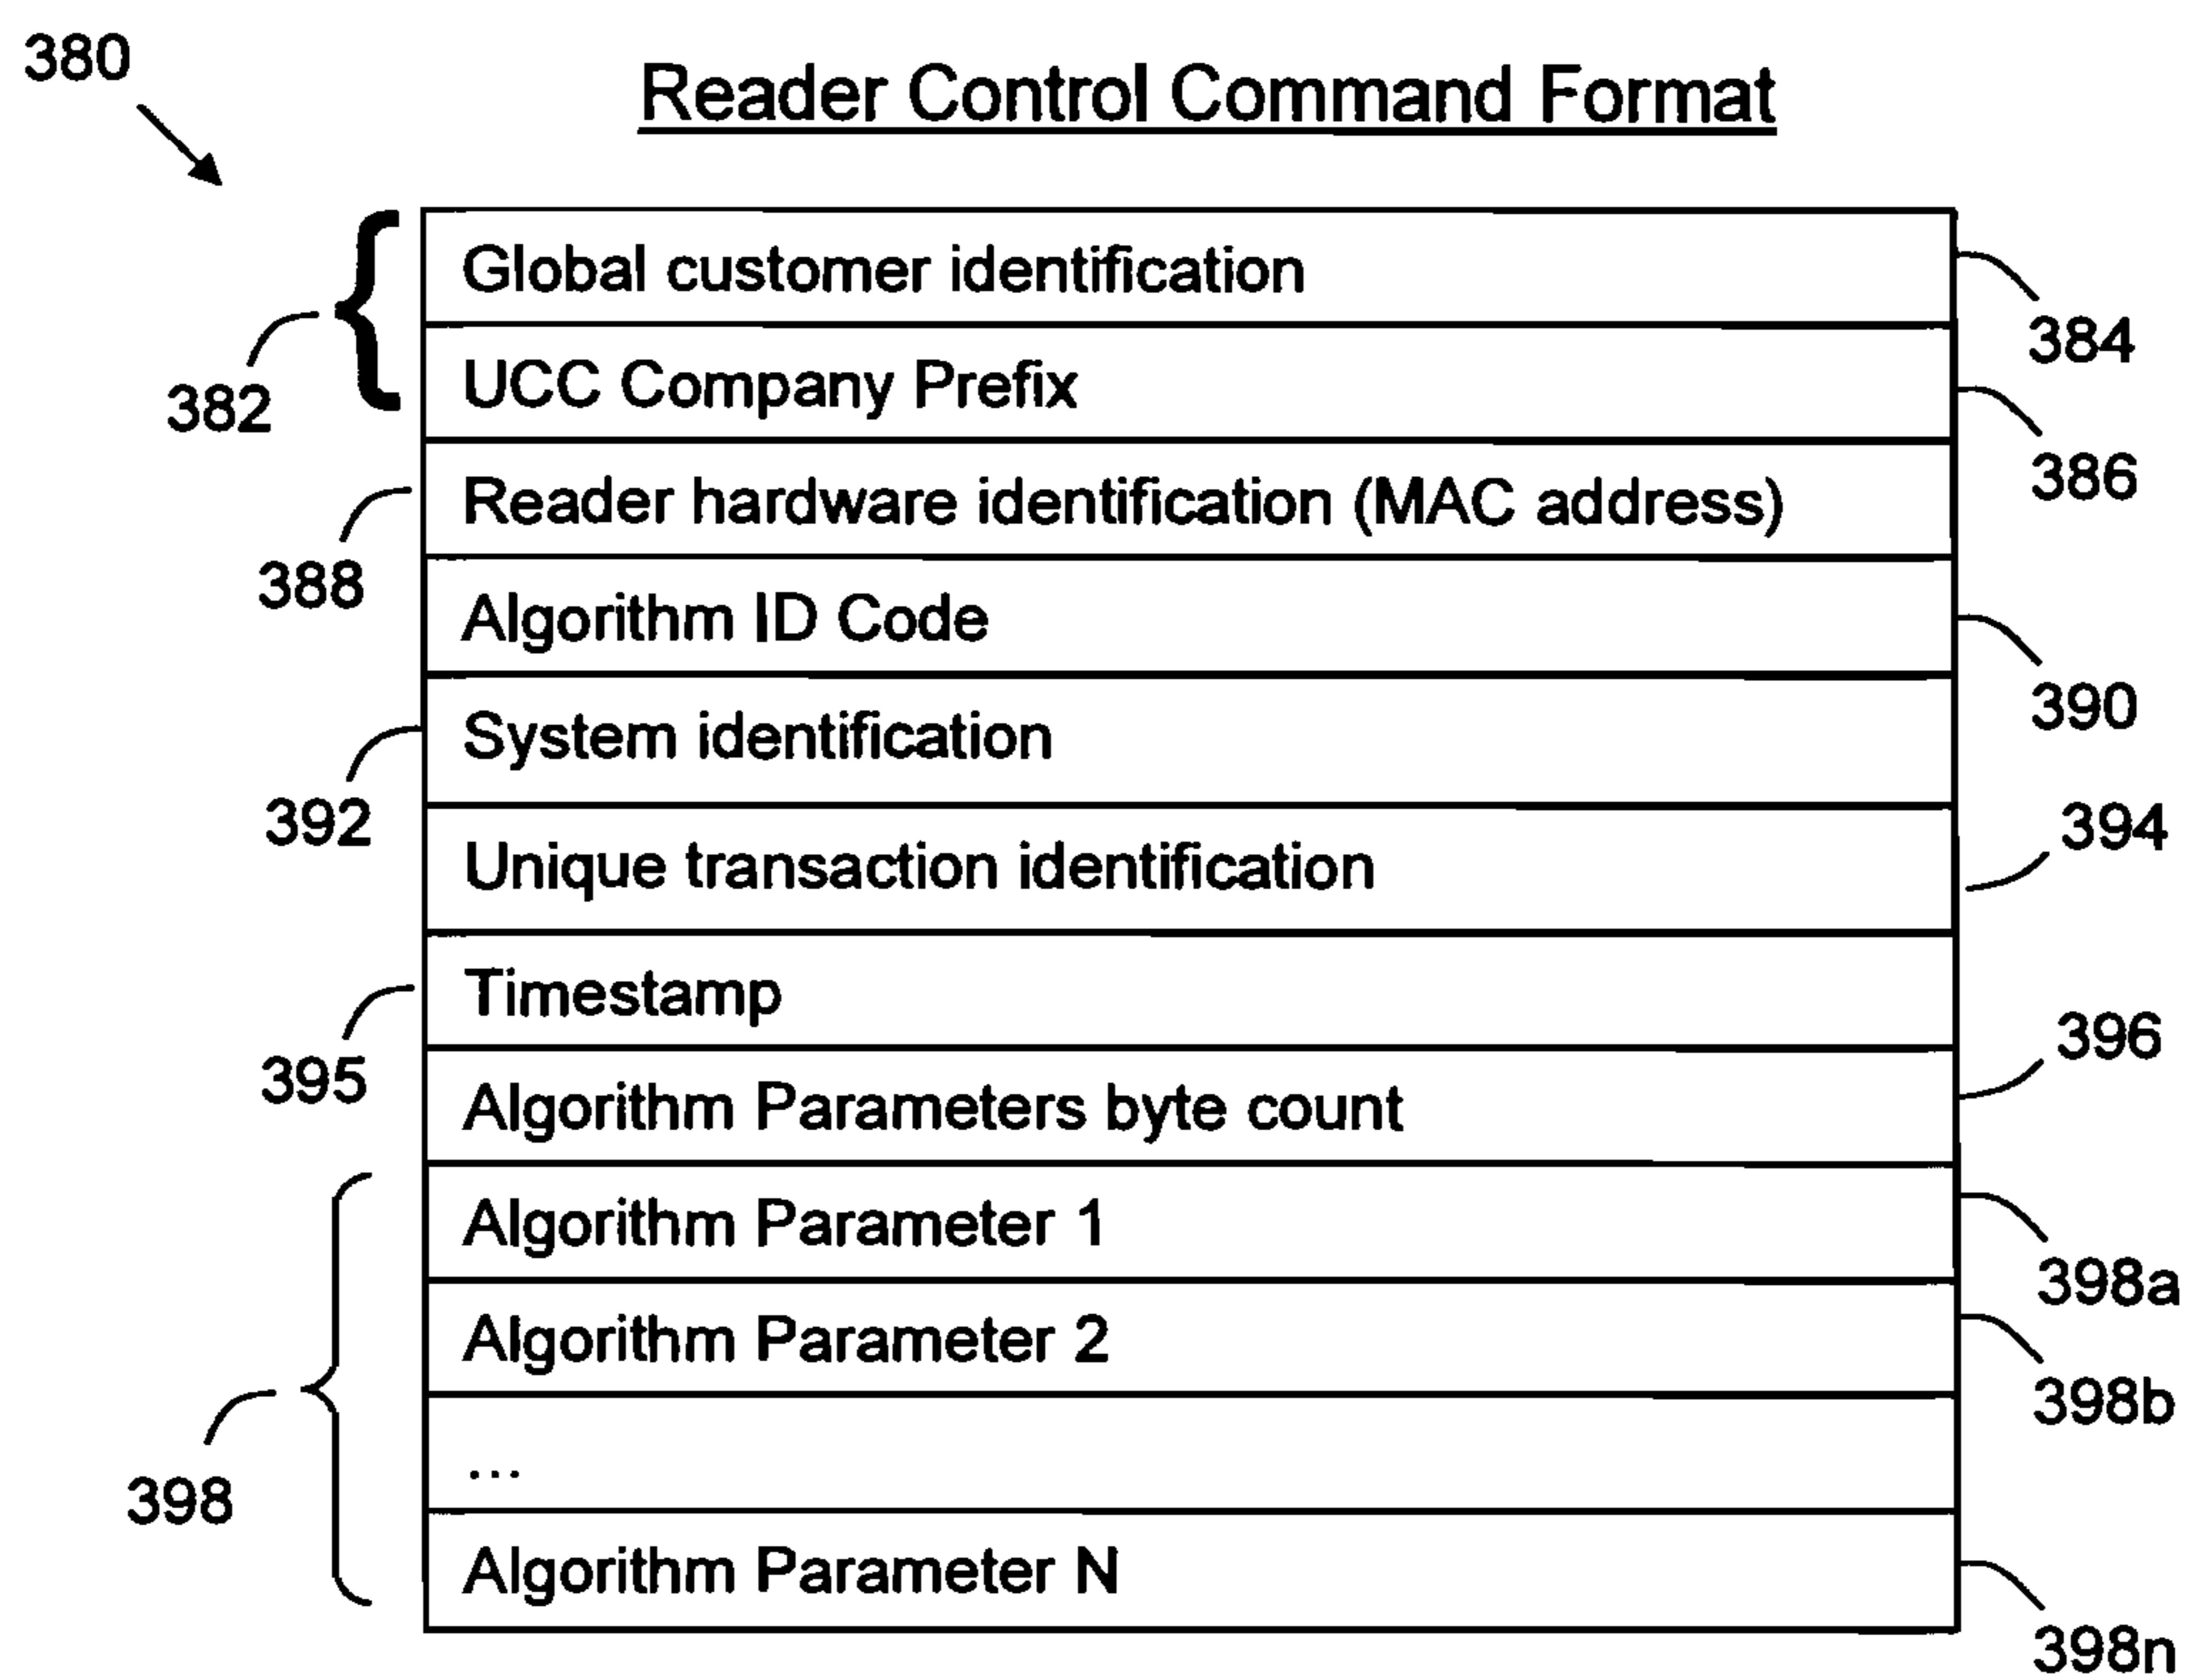 380
Reader Control Command Format
Global customer identification
384
382
UCC Company Prefix
386
388
Reader hardware identification (MAC address)
Algorithm ID Code
390
392
System identification
Unique transaction identification
394
395
Timestamp
Algorithm Parameters byte count
396
398
Algorithm Parameter 1
398a
Algorithm Parameter 2
398b
...
Algorithm Parameter N
398n